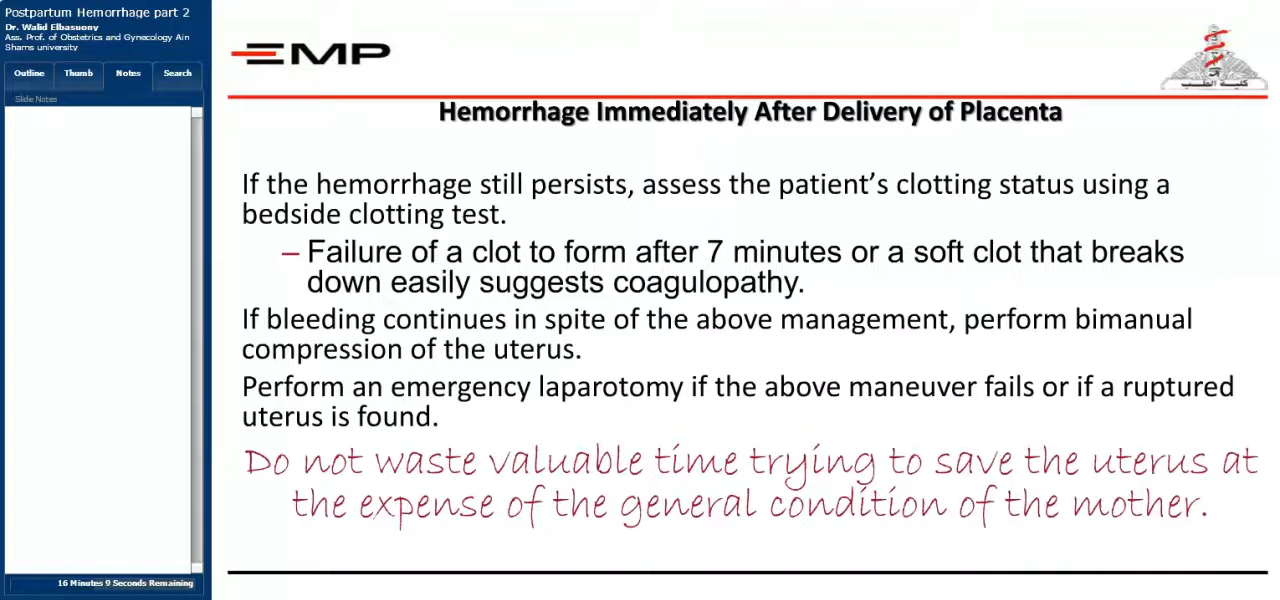 Postpartum Hemorrhage part 2
Dr. Walid Elbasuony
Ass. Prof. of Obstetrics and Gynecology Ain
Shams university
Outline Thumb Notes Search
Slide Notes
16 Minutes 9 Seconds Remaining
EMP
كلية الطب
Hemorrhage Immediately After Delivery of Placenta
If the hemorrhage still persists, assess the patient’s clotting status using a
bedside clotting test.
– Failure of a clot to form after 7 minutes or a soft clot that breaks
down easily suggests coagulopathy.
If bleeding continues in spite of the above management, perform bimanual
compression of the uterus.
Perform an emergency laparotomy if the above maneuver fails or if a ruptured
uterus is found.
Do not waste valuable time trying to save the uterus at
the expense of the general condition of the mother.